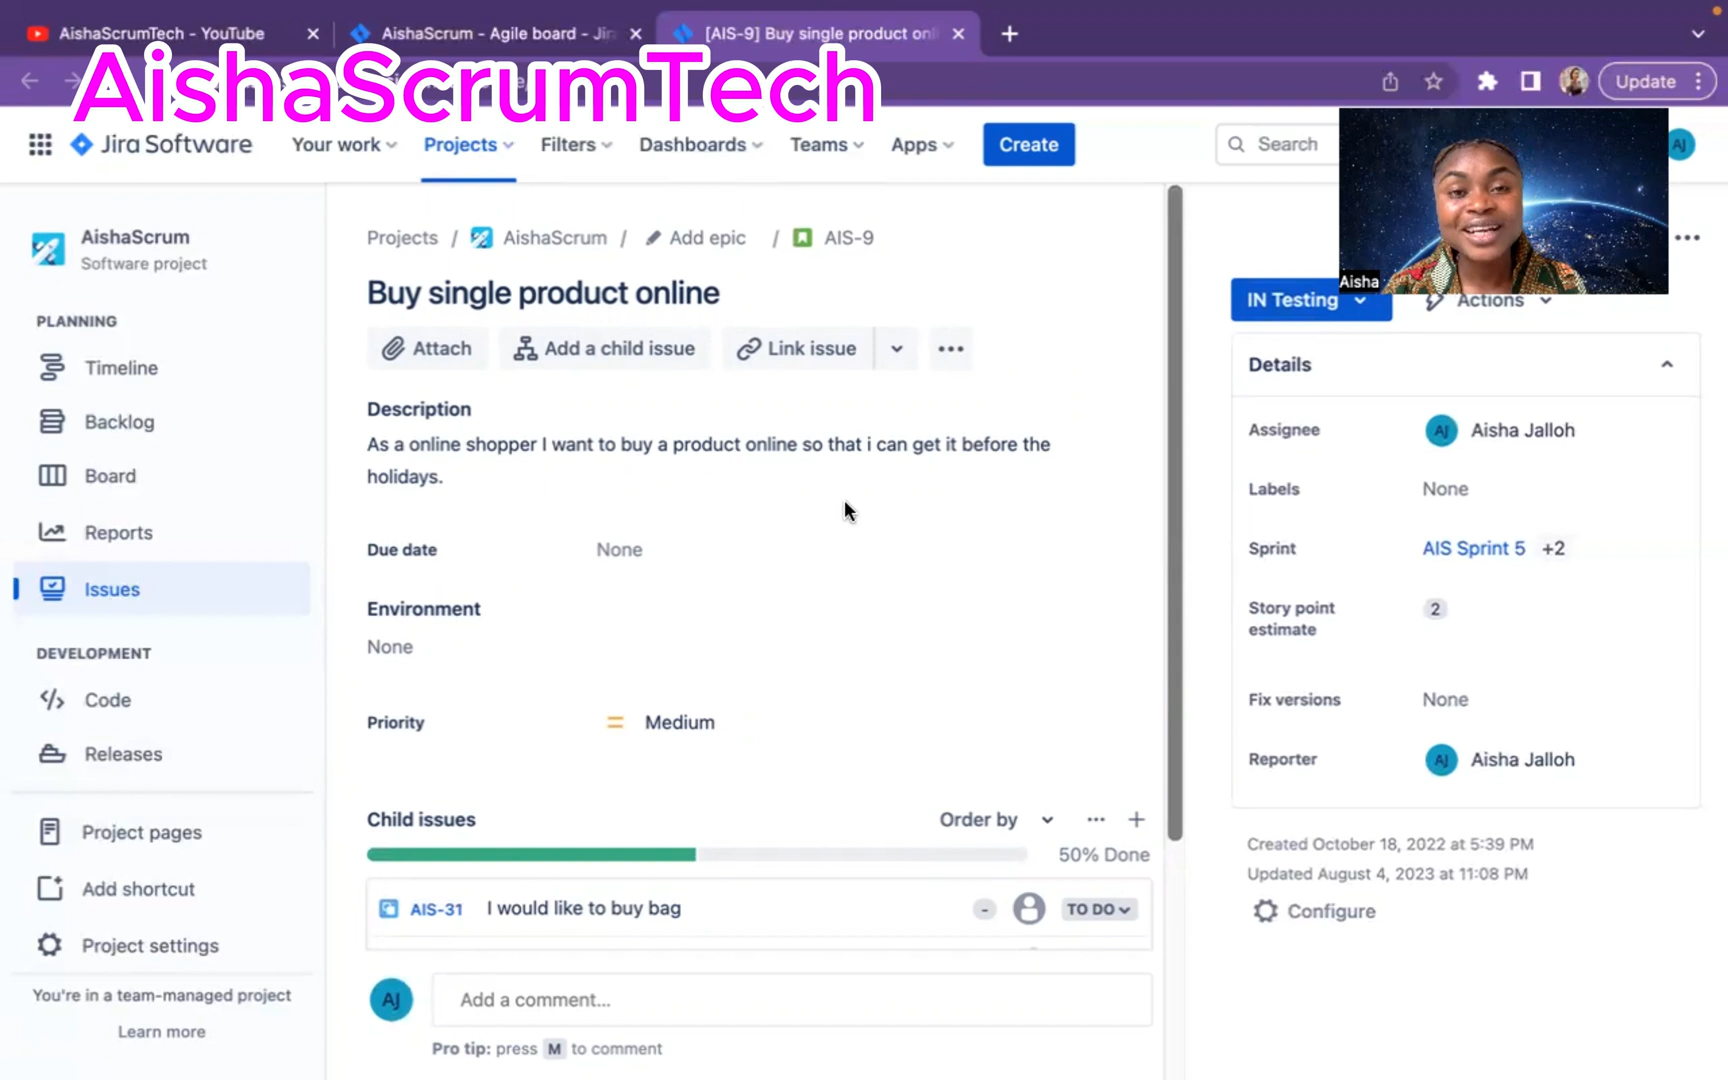 AishaScrumTech - YouTube
AishaScrum - Agile board - Jir
[AIS-9] Buy single product onl
AishaScrumTech
Update
Jira Software
Your work
Projects
Filters
Dashboards
Teams
Apps
Create
Search
AJ
Aisha
AishaScrum
Software project
PLANNING
Timeline
Backlog
Board
Reports
Issues
DEVELOPMENT
Code
Releases
Project pages
Add shortcut
Project settings
You're in a team-managed project
Learn more
Projects / AishaScrum / Add epic / AIS-9
Buy single product online
Attach
Add a child issue
Link issue
Description
As a online shopper I want to buy a product online so that i can get it before the
holidays.
Due date None
Environment
None
Priority Medium
Child issues
Order by
50% Done
AIS-31 I would like to buy bag - TO DO
AJ
Add a comment...
Pro tip: press M to comment
IN Testing
Actions
Details
Assignee AJ Aisha Jalloh
Labels None
Sprint AIS Sprint 5 +2
Story point
estimate
2
Fix versions None
Reporter AJ Aisha Jalloh
Created October 18, 2022 at 5:39 PM
Updated August 4, 2023 at 11:08 PM
Configure